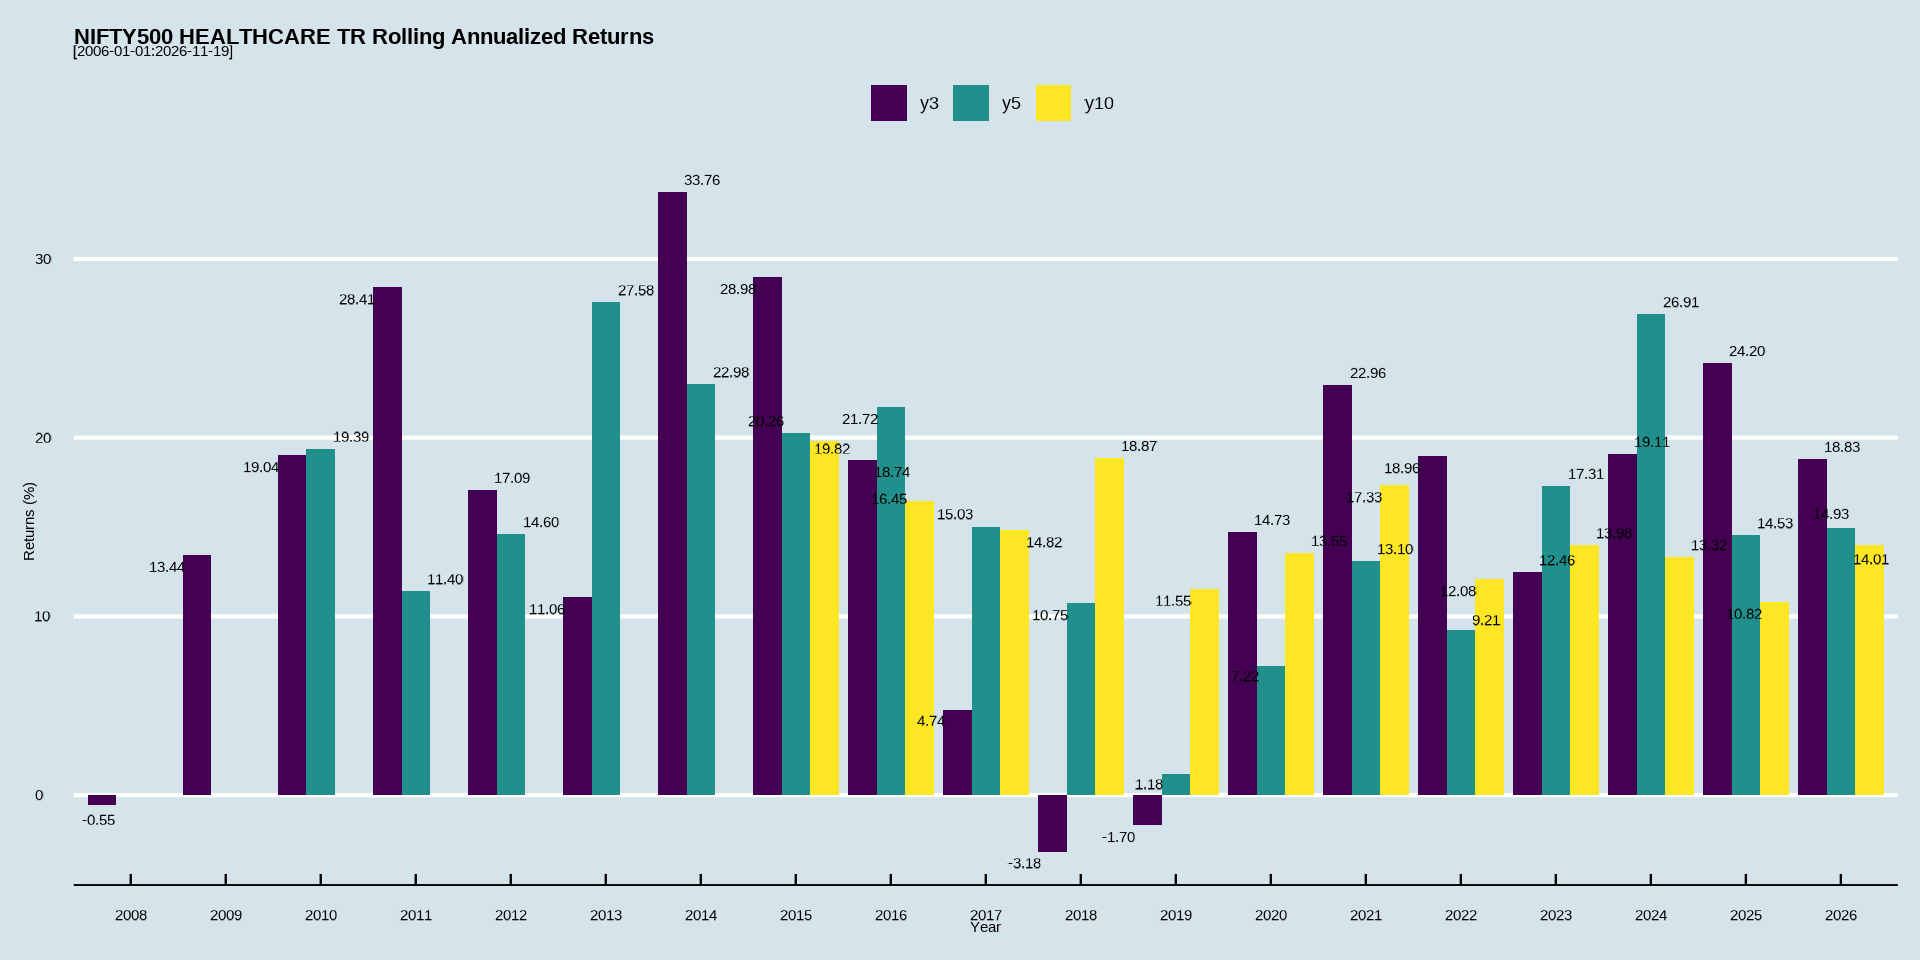 NIFTY500 HEALTHCARE TR Rolling Annualized Returns
[2006-01-01:2026-11-19]
y3 y5 y10
33.76
30
28.41 27.58 28.98 26.91
24.20
22.98 22.96
20 19.39 20.26 19.82 21.72 18.87 18.96 19.11 18.83
19.04 18.74
17.09 16.45 17.33 17.31
14.60 15.03 14.73 14.53 14.93
13.44 14.82 13.55 13.10 12.46 13.98 13.32 14.01
Returns (%)
11.40 11.06 10.75 11.55 12.08 10.82
10 9.21
7.22
4.74
0 1.18
-0.55 -1.70
-3.18
2008 2009 2010 2011 2012 2013 2014 2015 2016 2017 2018 2019 2020 2021 2022 2023 2024 2025 2026
Year